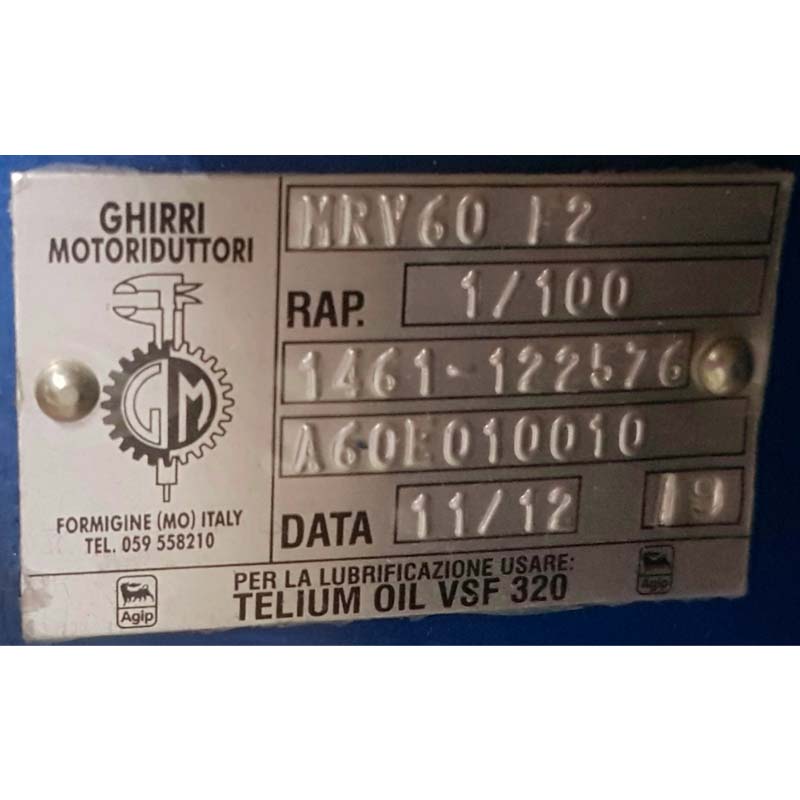 GHIRRI
MOTORIDUTTORI
GM
FORMIGINE (MO) ITALY
TEL. 059 558210
MRV60 F2
RAP. 1/100
1461-122576
A60E010010
DATA 11/12 19
PER LA LUBRIFICAZIONE USARE:
TELIUM OIL VSF 320
Agip
Agip